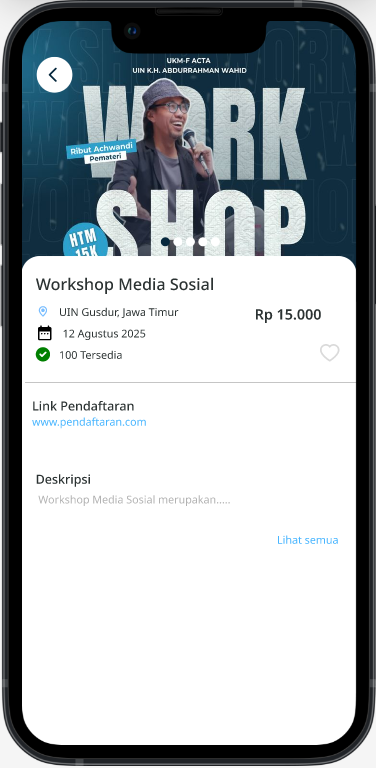 UKM-F ACTA
UIN K.H. ABDURRAHMAN WAHID
WORK
SHOP
Ribut Achwandi
Pemateri
HTM
15K
Workshop Media Sosial
UIN Gusdur, Jawa Timur
Rp 15.000
12 Agustus 2025
100 Tersedia
Link Pendaftaran
www.pendaftaran.com
Deskripsi
Workshop Media Sosial merupakan.....
Lihat semua